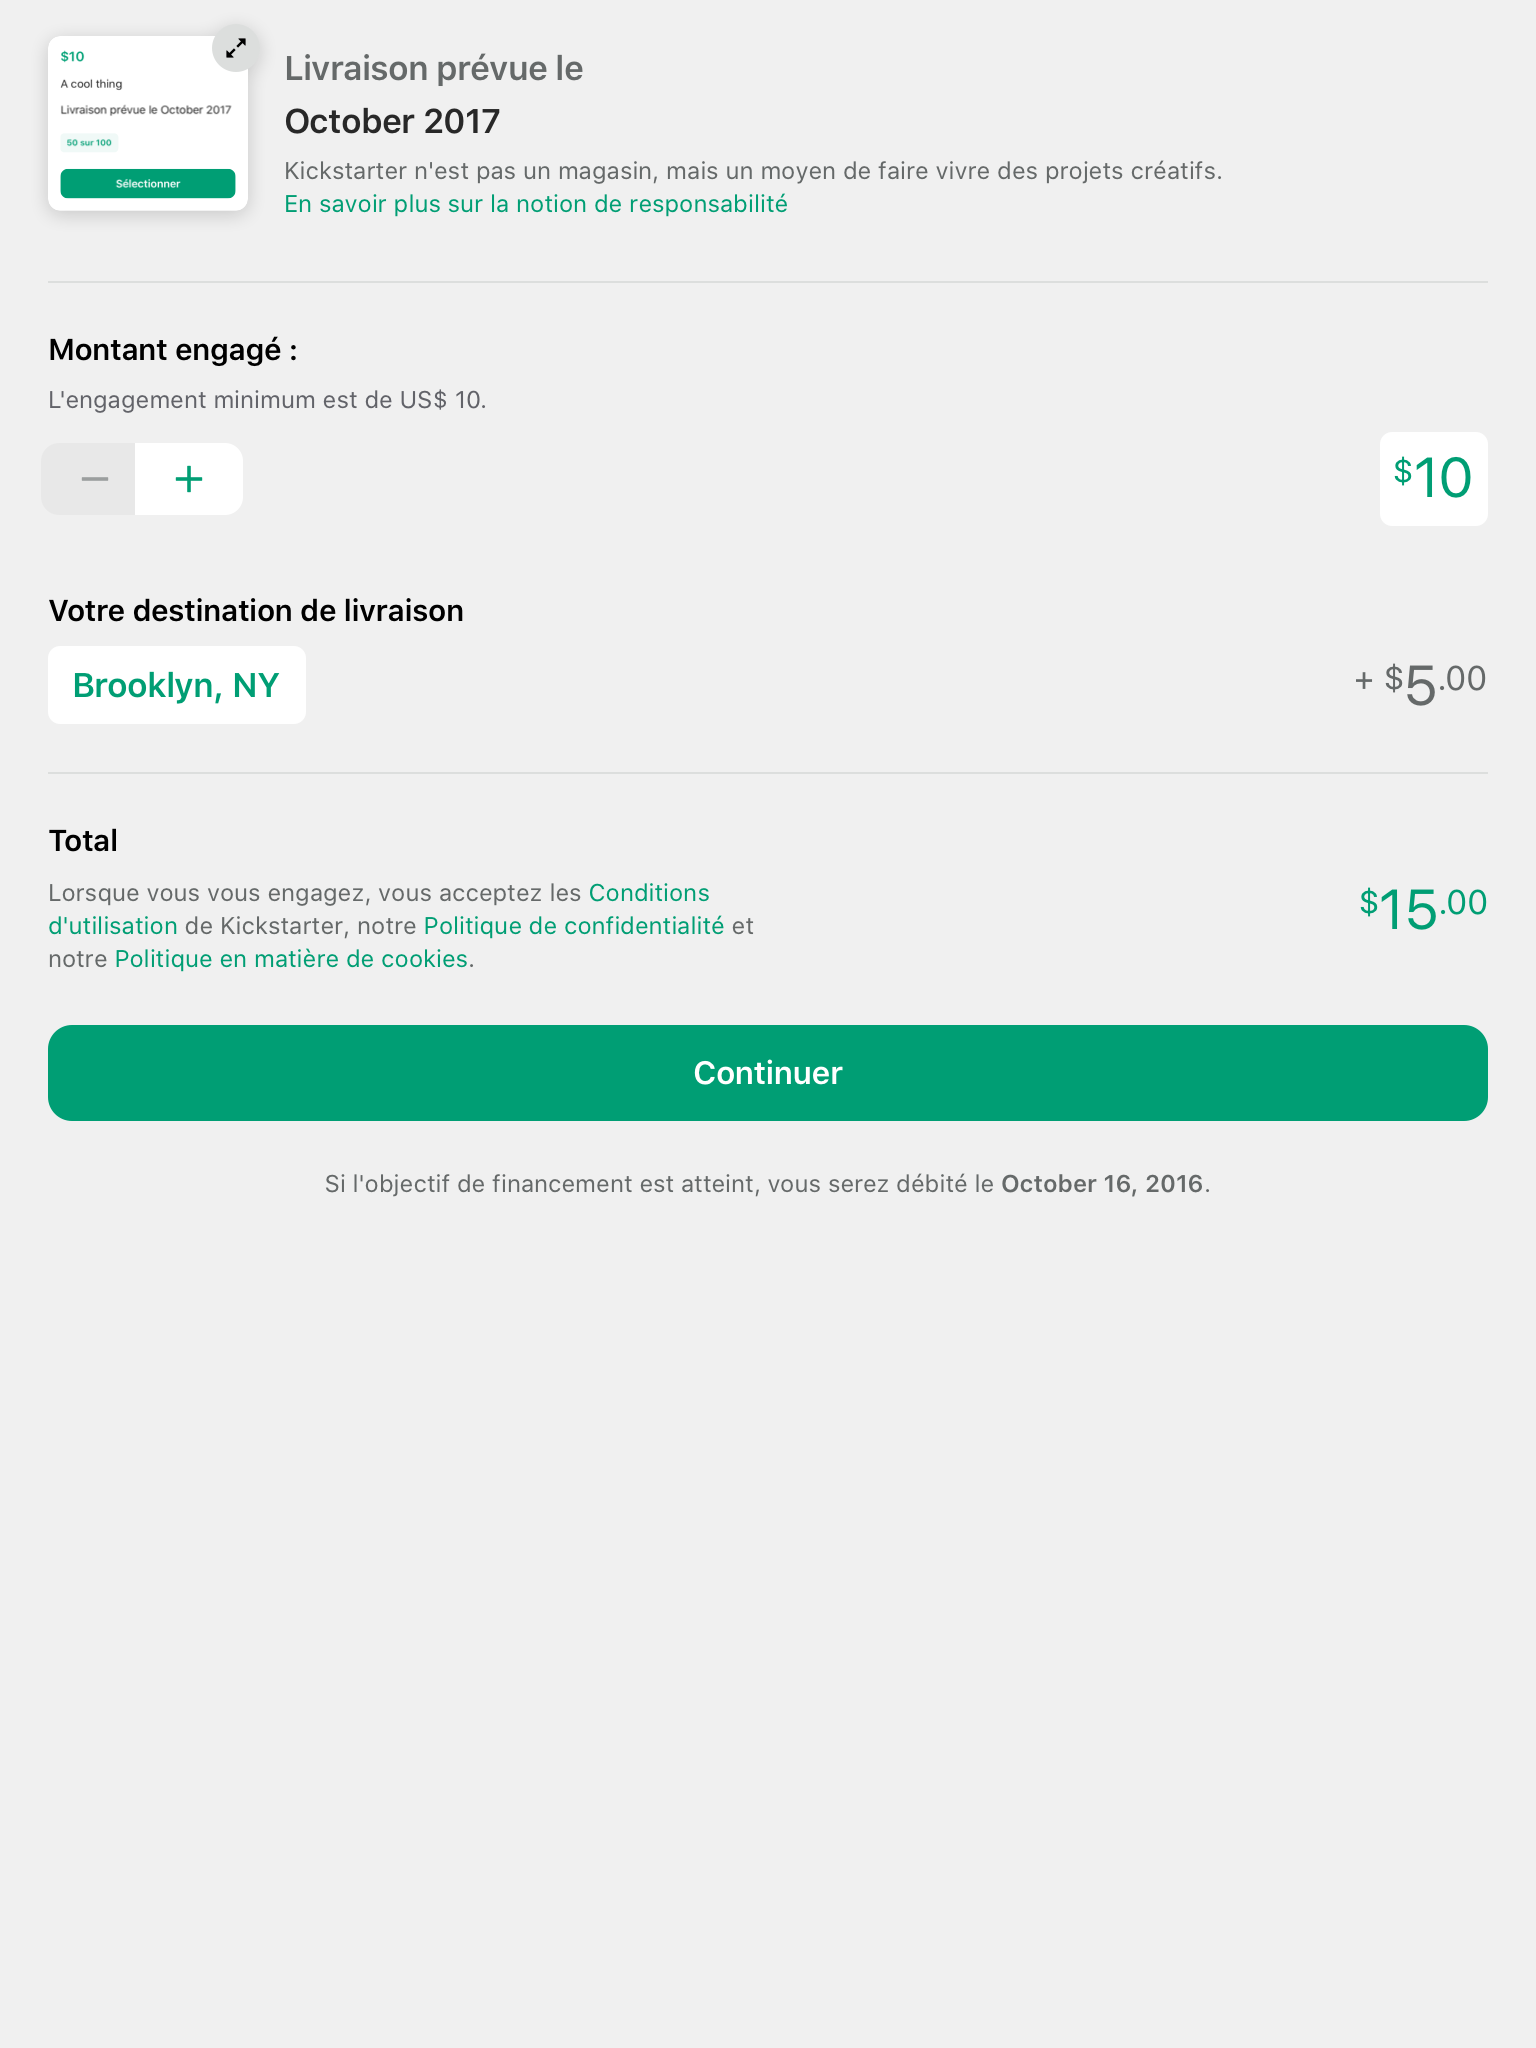 $10
A cool thing
Livraison prévue le October 2017
50 sur 100
Sélectionner
Livraison prévue le
October 2017
Kickstarter n'est pas un magasin, mais un moyen de faire vivre des projets créatifs.
En savoir plus sur la notion de responsabilité
Montant engagé :
L'engagement minimum est de US$ 10.
− +
$10
Votre destination de livraison
Brooklyn, NY
+ $5.00
Total
Lorsque vous vous engagez, vous acceptez les Conditions
d'utilisation de Kickstarter, notre Politique de confidentialité et
notre Politique en matière de cookies.
$15.00
Continuer
Si l'objectif de financement est atteint, vous serez débité le October 16, 2016.